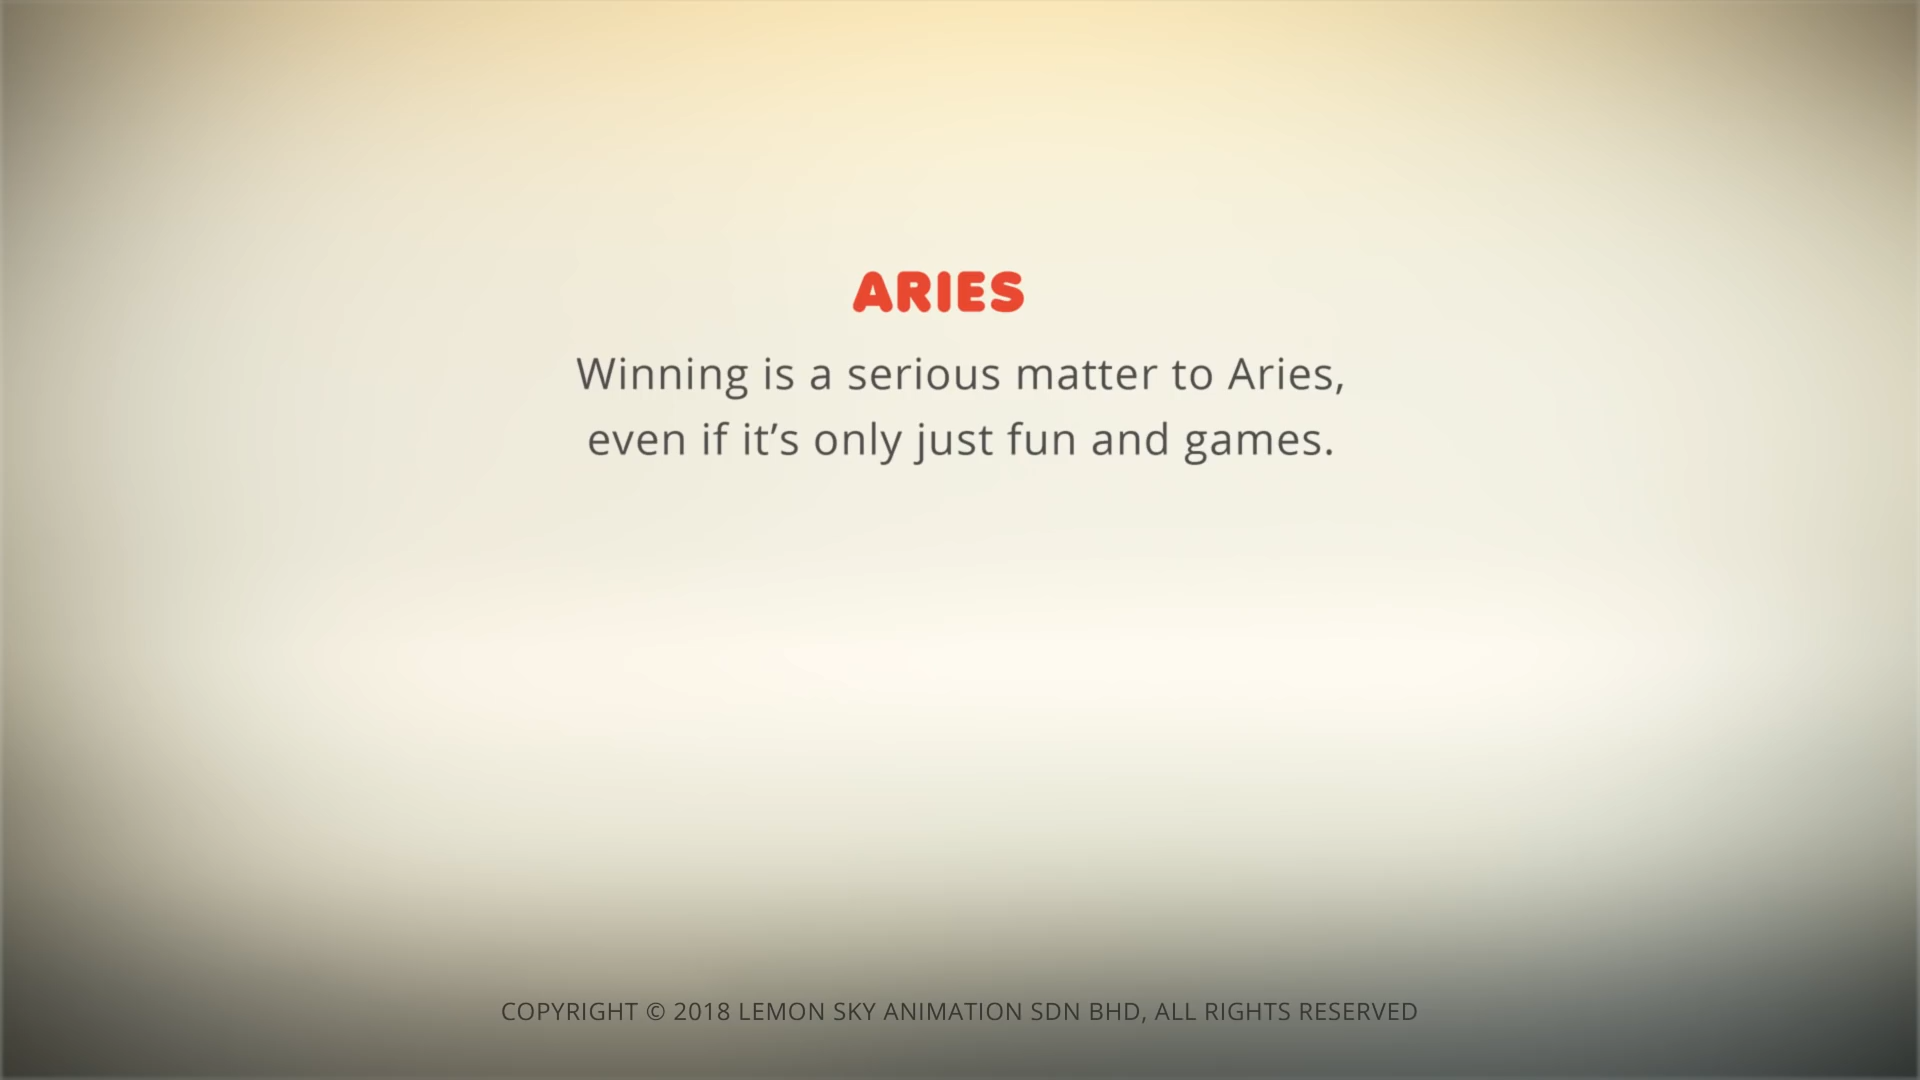 ARIES
Winning is a serious matter to Aries,
even if it’s only just fun and games.
COPYRIGHT © 2018 LEMON SKY ANIMATION SDN BHD, ALL RIGHTS RESERVED